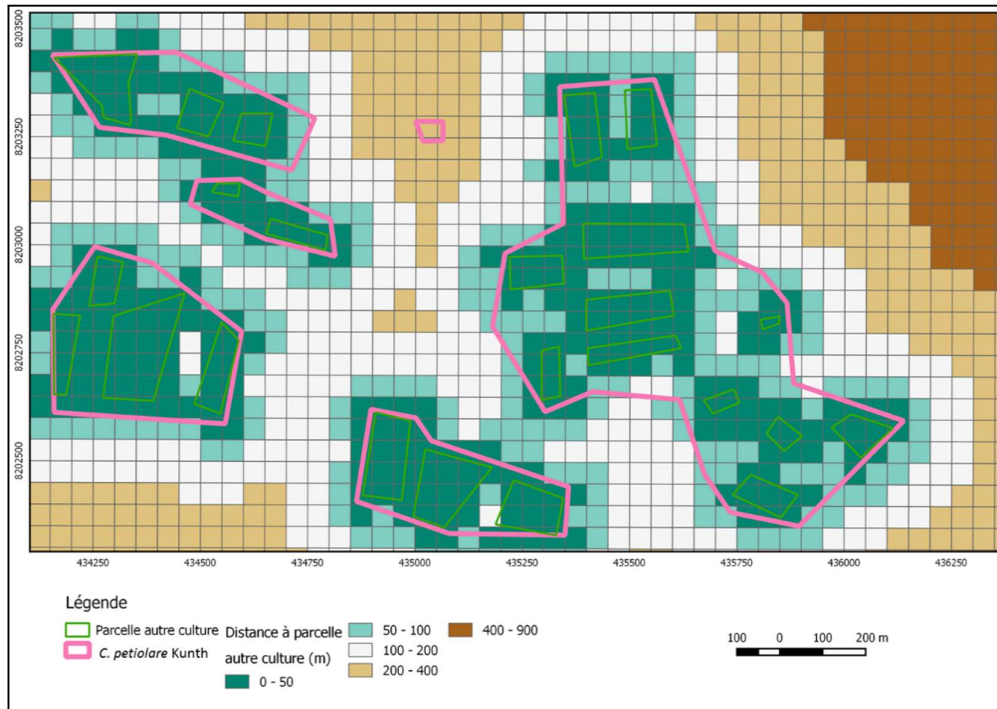 8203500
8203250
8203000
8202750
8202500
434250 434500 434750 435000 435250 435500 435750 436000 436250
Légende
Parcelle autre culture
C. petiolare Kunth
Distance à parcelle
autre culture (m)
0 - 50
50 - 100
100 - 200
200 - 400
400 - 900
100 0 100 200 m